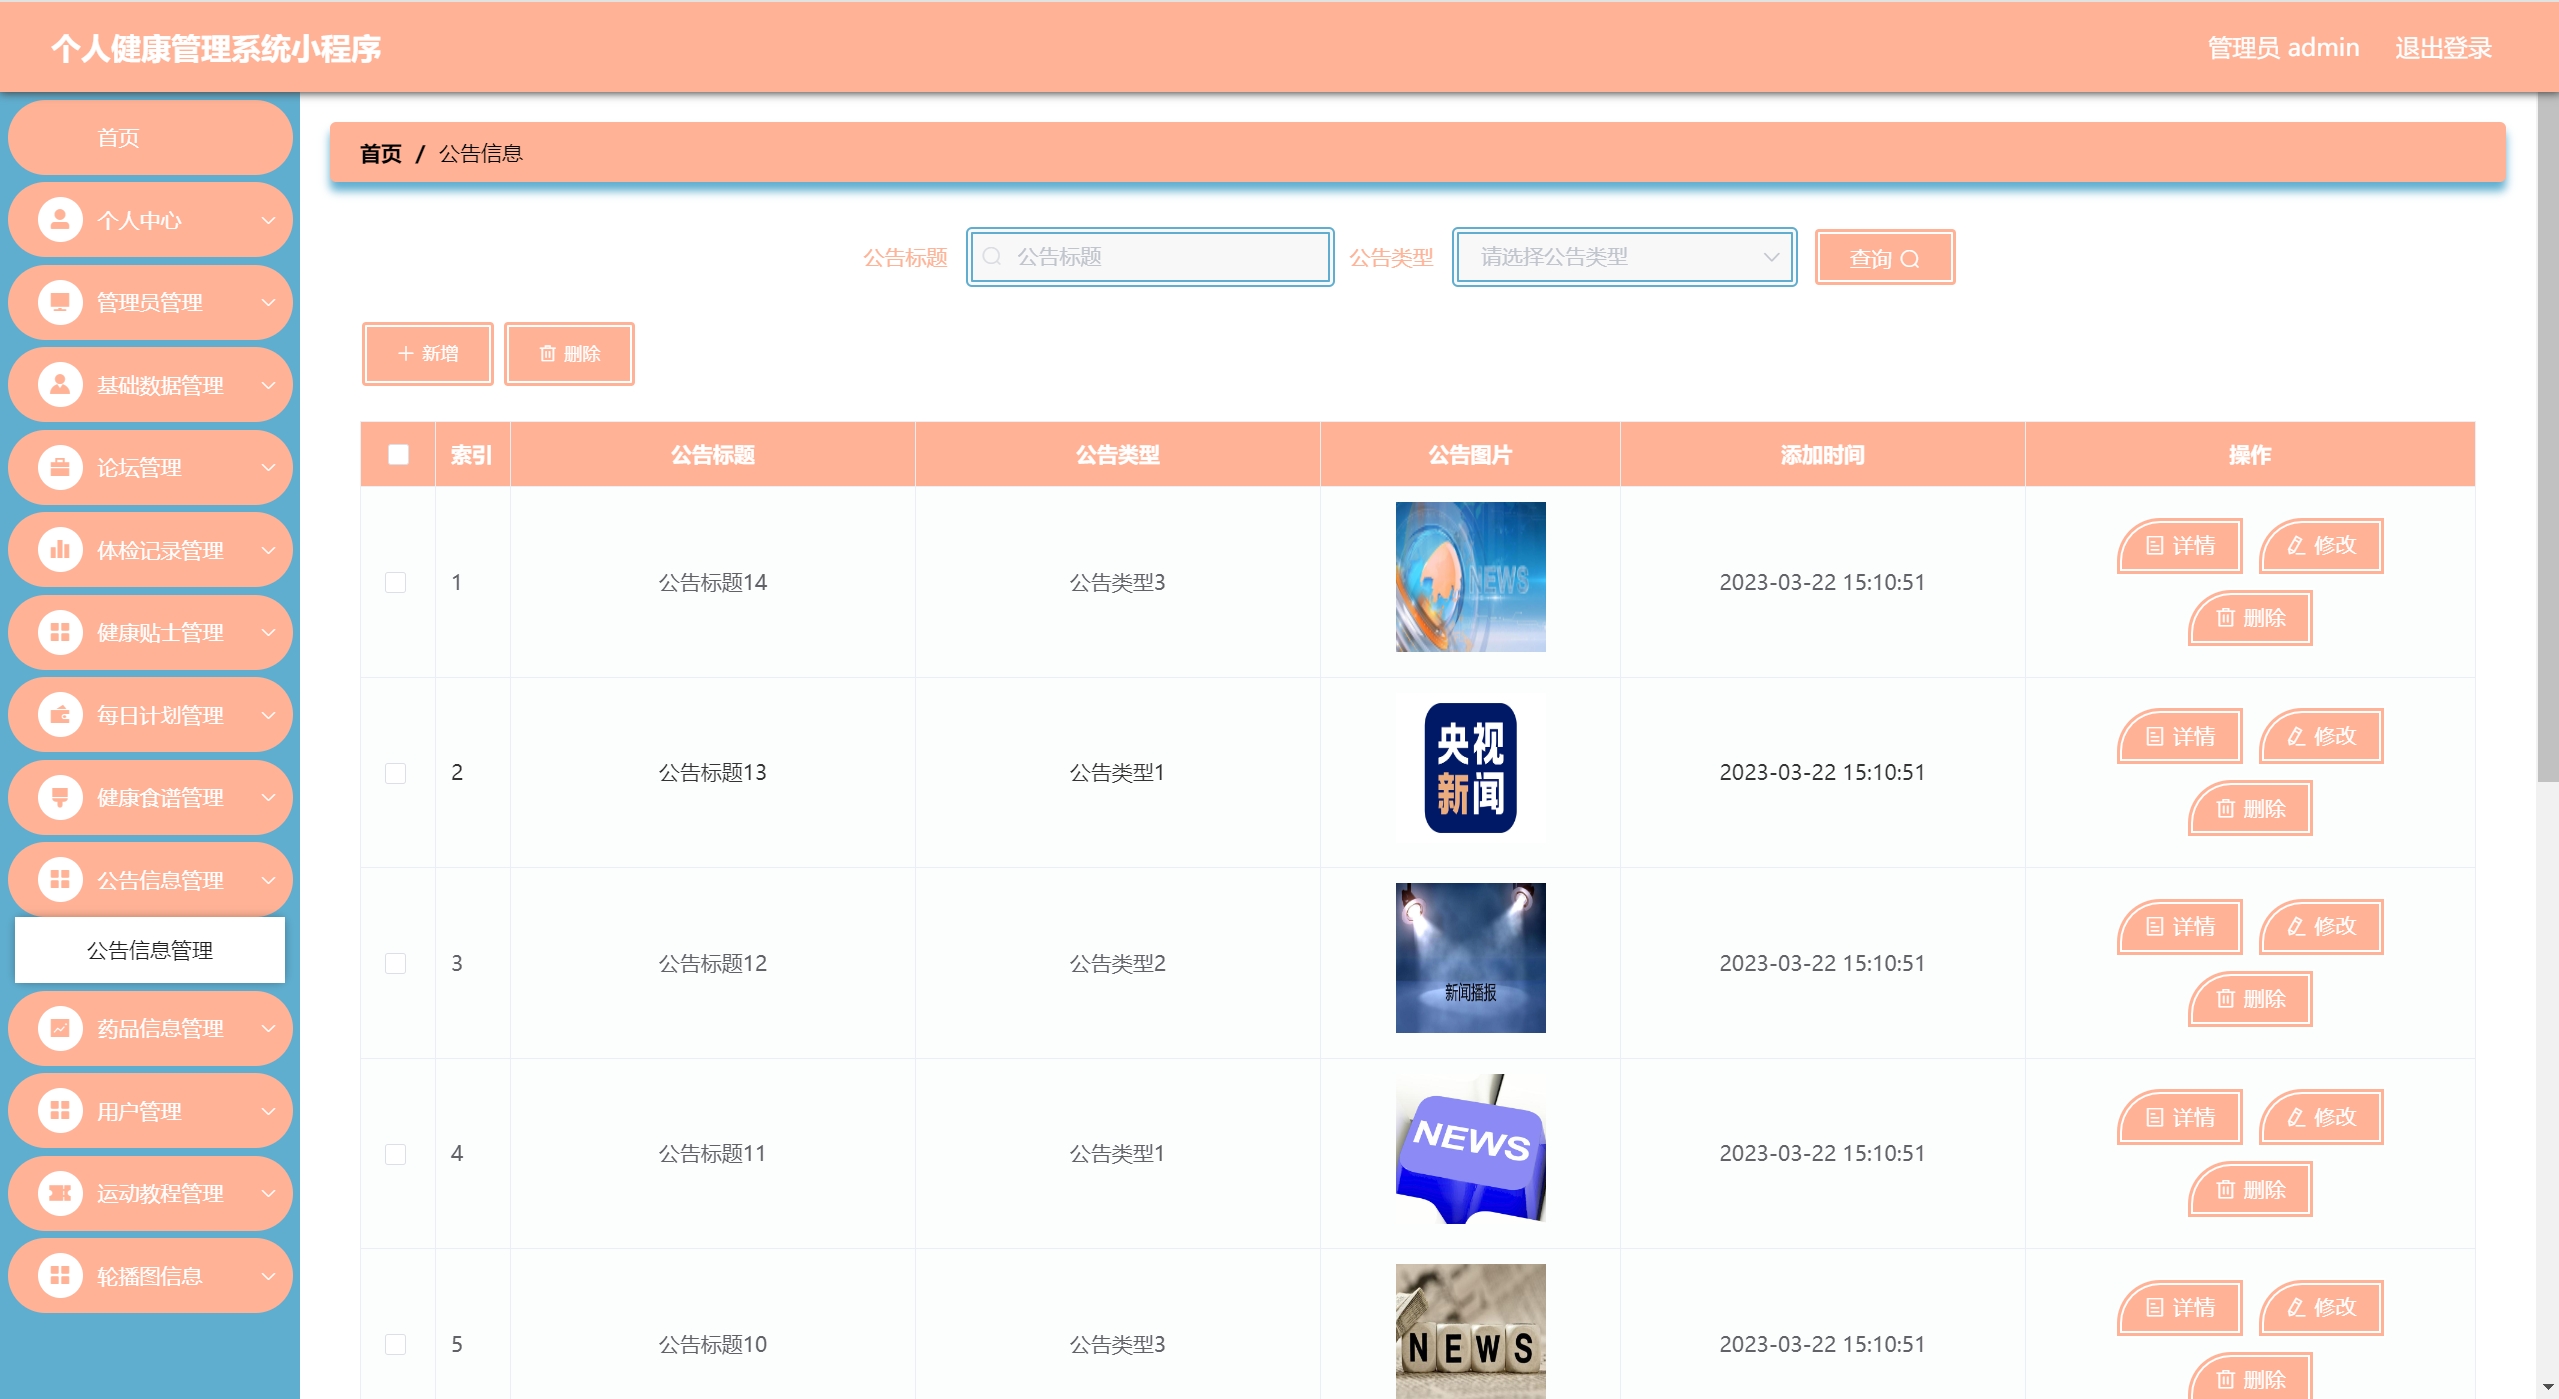 个人健康管理系统小程序
管理员 admin
退出登录
首页
个人中心
管理员管理
基础数据管理
论坛管理
体检记录管理
健康贴士管理
每日计划管理
健康食谱管理
公告信息管理
公告信息管理
药品信息管理
用户管理
运动教程管理
轮播图信息
首页 / 公告信息
公告标题 公告标题 公告类型 请选择公告类型 查询
新增 删除
索引 公告标题 公告类型 公告图片 添加时间 操作
1 公告标题14 公告类型3 NEWS 2023-03-22 15:10:51 详情 修改
删除
2 公告标题13 公告类型1 央视新闻 2023-03-22 15:10:51 详情 修改
删除
3 公告标题12 公告类型2 新闻播报 2023-03-22 15:10:51 详情 修改
删除
4 公告标题11 公告类型1 NEWS 2023-03-22 15:10:51 详情 修改
删除
5 公告标题10 公告类型3 NEWS 2023-03-22 15:10:51 详情 修改
删除